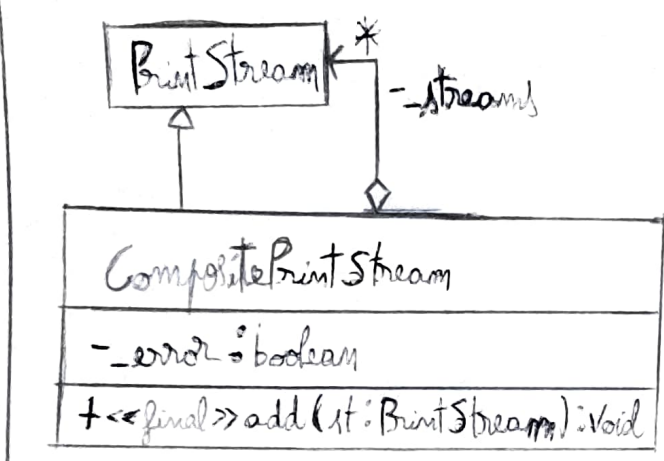 PrintStream
*
-_streams
CompositePrintStream
-_error : boolean
+ <<final>> add(st : PrintStream) : void